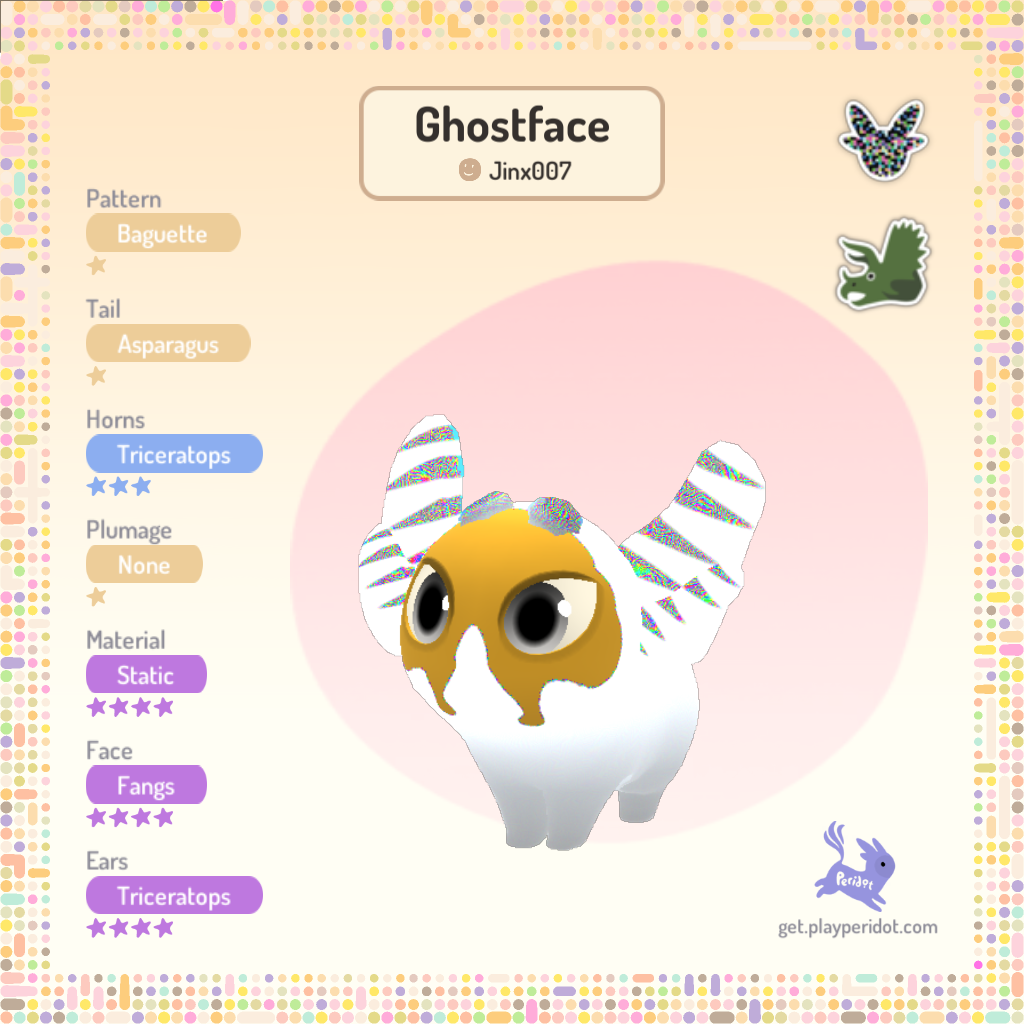 Ghostface
Jinx007
Pattern
Baguette
Tail
Asparagus
Horns
Triceratops
Plumage
None
Material
Static
Face
Fangs
Ears
Triceratops
Peridot
get.playperidot.com